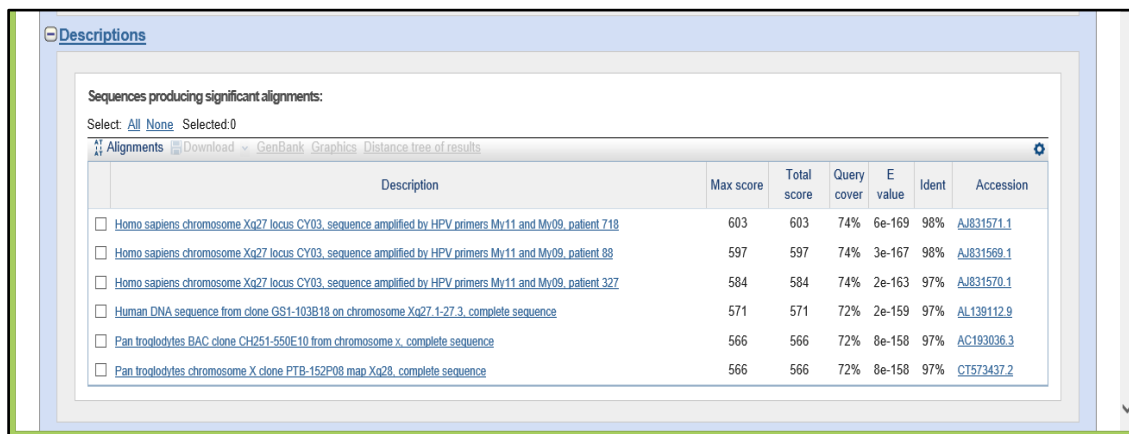 Descriptions
Sequences producing significant alignments:
Select: All None Selected:0
Alignments Download GenBank Graphics Distance tree of results
Description Max score Total score Query cover E value Ident Accession
Homo sapiens chromosome Xq27 locus CY03, sequence amplified by HPV primers My11 and My09, patient 718 603 603 74% 6e-169 98% AJ831571.1
Homo sapiens chromosome Xq27 locus CY03, sequence amplified by HPV primers My11 and My09, patient 88 597 597 74% 3e-167 98% AJ831569.1
Homo sapiens chromosome Xq27 locus CY03, sequence amplified by HPV primers My11 and My09, patient 327 584 584 74% 2e-163 97% AJ831570.1
Human DNA sequence from clone GS1-103B18 on chromosome Xq27.1-27.3, complete sequence 571 571 72% 2e-159 97% AL139112.9
Pan troglodytes BAC clone CH251-550E10 from chromosome x, complete sequence 566 566 72% 8e-158 97% AC193036.3
Pan troglodytes chromosome X clone PTB-152P08 map Xq28, complete sequence 566 566 72% 8e-158 97% CT573437.2